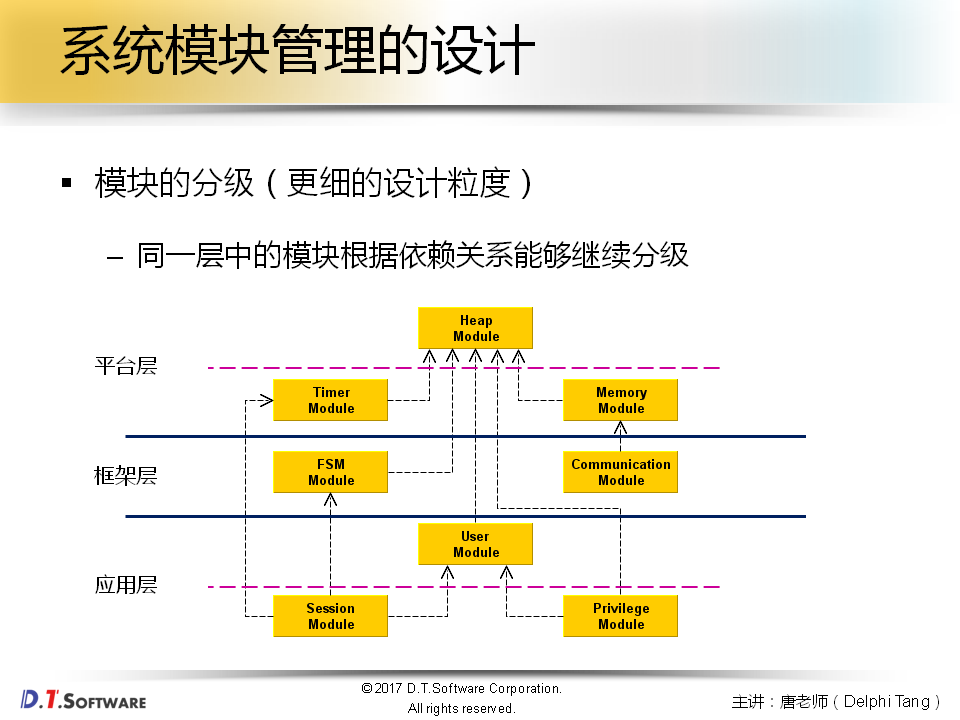 系统模块管理的设计
▪ 模块的分级（更细的设计粒度）
– 同一层中的模块根据依赖关系能够继续分级
Heap
Module
平台层
Timer
Module
Memory
Module
框架层
FSM
Module
Communication
Module
User
Module
应用层
Session
Module
Privilege
Module
D.T.SOFTWARE
©2017 D.T.Software Corporation.
All rights reserved.
主讲：唐老师（Delphi Tang）